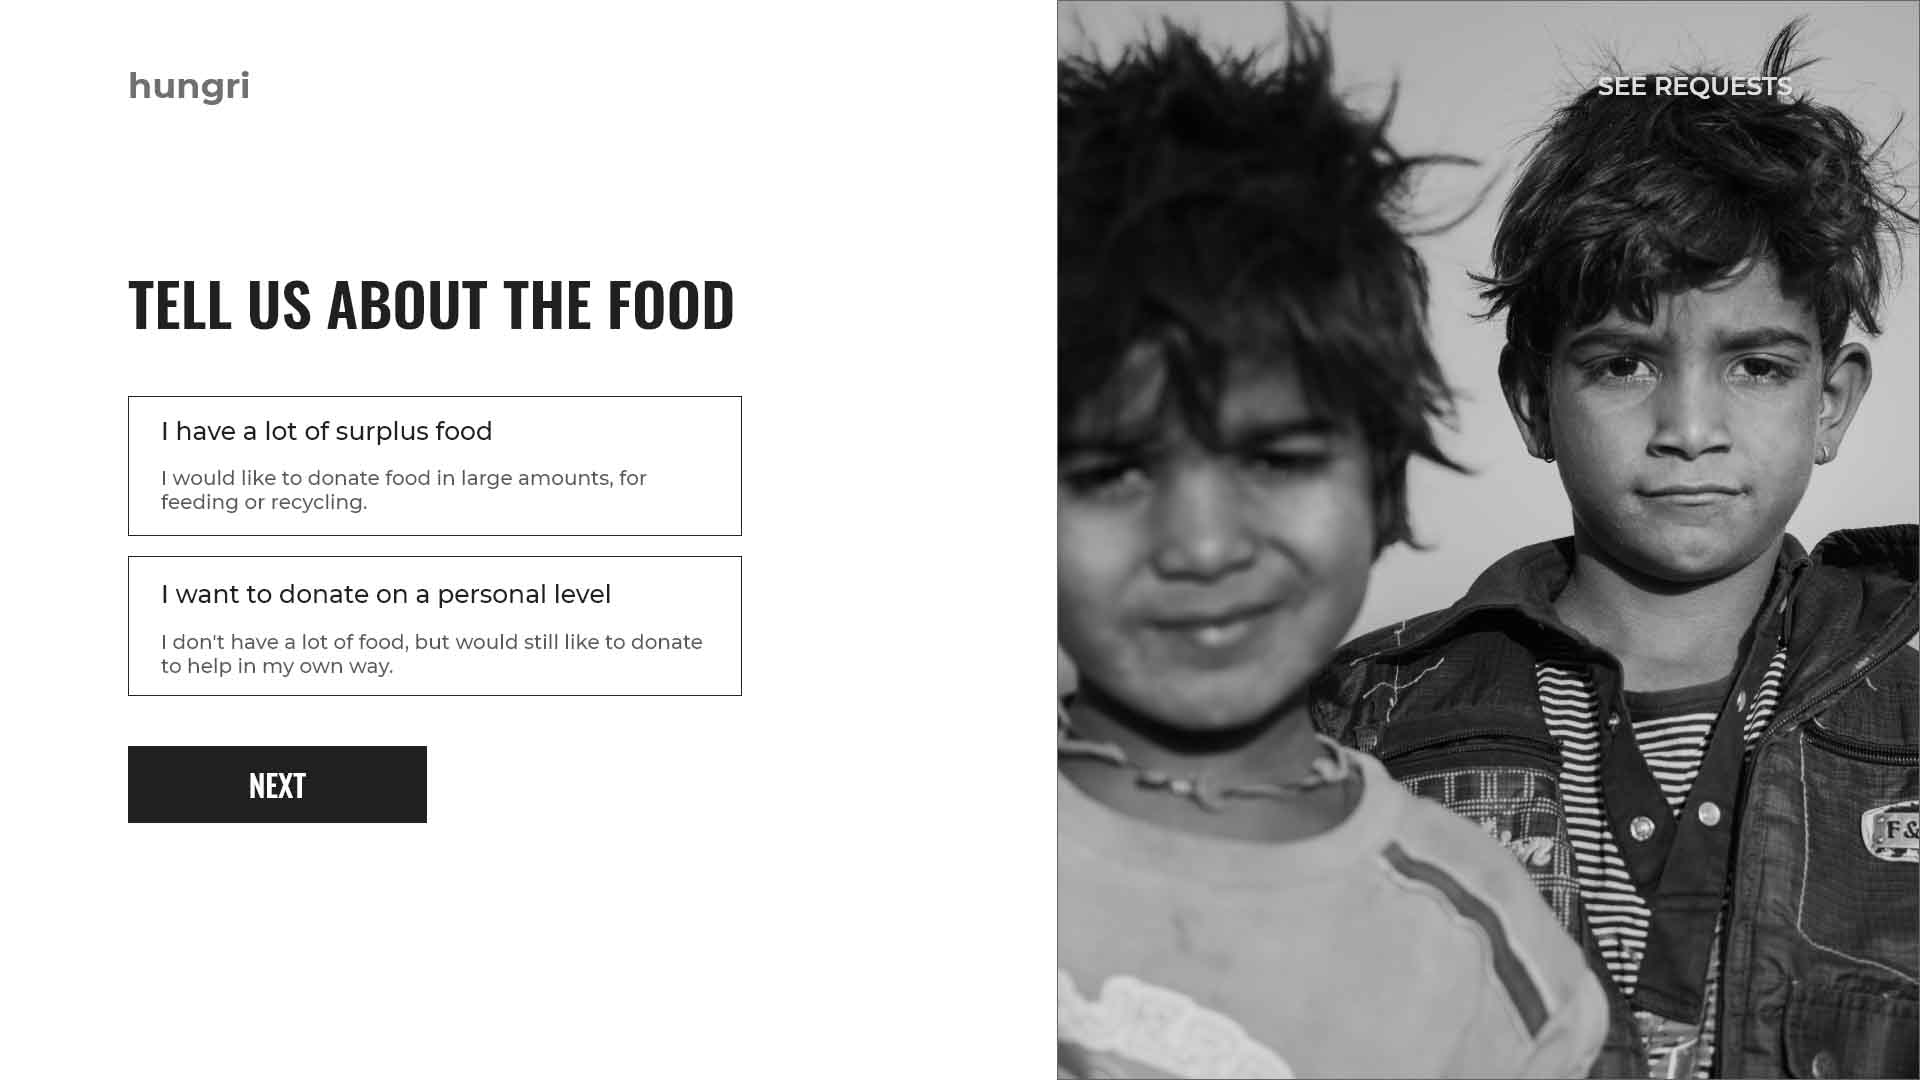 hungri
SEE REQUESTS
TELL US ABOUT THE FOOD
I have a lot of surplus food
I would like to donate food in large amounts, for
feeding or recycling.
I want to donate on a personal level
I don't have a lot of food, but would still like to donate
to help in my own way.
NEXT
F &